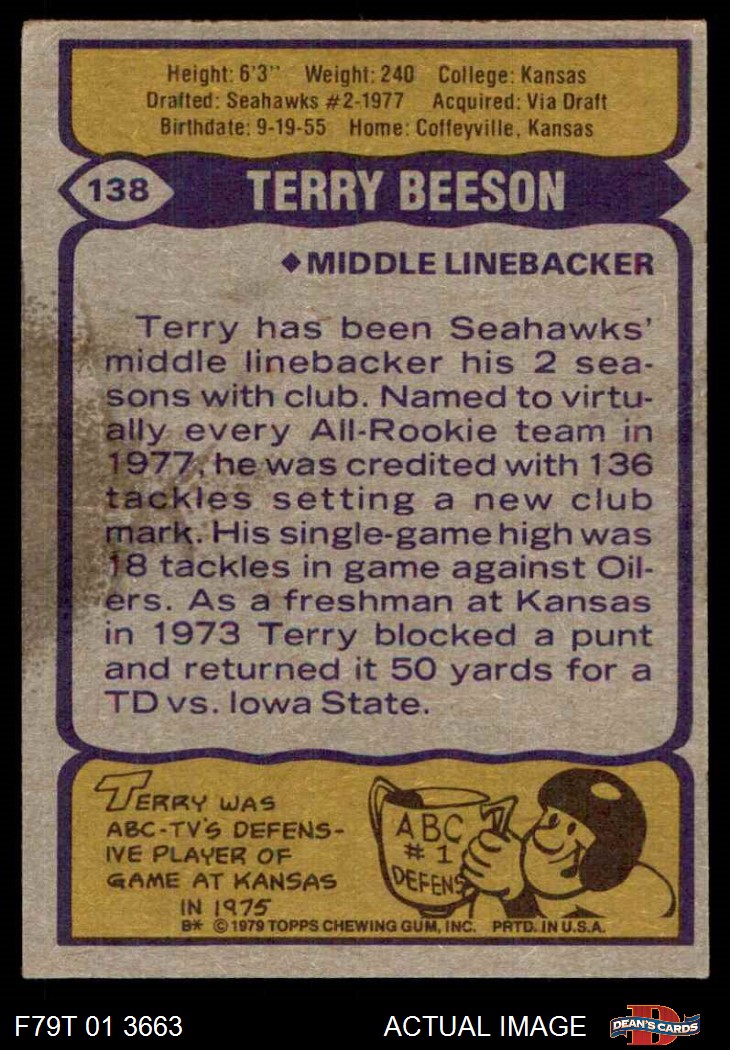 Height: 6'3" Weight: 240 College: Kansas
Drafted: Seahawks #2-1977 Acquired: Via Draft
Birthdate: 9-19-55 Home: Coffeyville, Kansas
138 TERRY BEESON
◆MIDDLE LINEBACKER
Terry has been Seahawks'
middle linebacker his 2 sea-
sons with club. Named to virtu-
ally every All-Rookie team in
1977, he was credited with 136
tackles setting a new club
mark. His single-game high was
18 tackles in game against Oil-
ers. As a freshman at Kansas
in 1973 Terry blocked a punt
and returned it 50 yards for a
TD vs. Iowa State.
TERRY WAS
ABC-TV'S DEFENS-
IVE PLAYER OF
GAME AT KANSAS
IN 1975
ABC
# 1
DEFENS
B* © 1979 TOPPS CHEWING GUM, INC. PRTD. IN U.S.A.
F79T 01 3663 ACTUAL IMAGE
D
DEAN'S CARDS